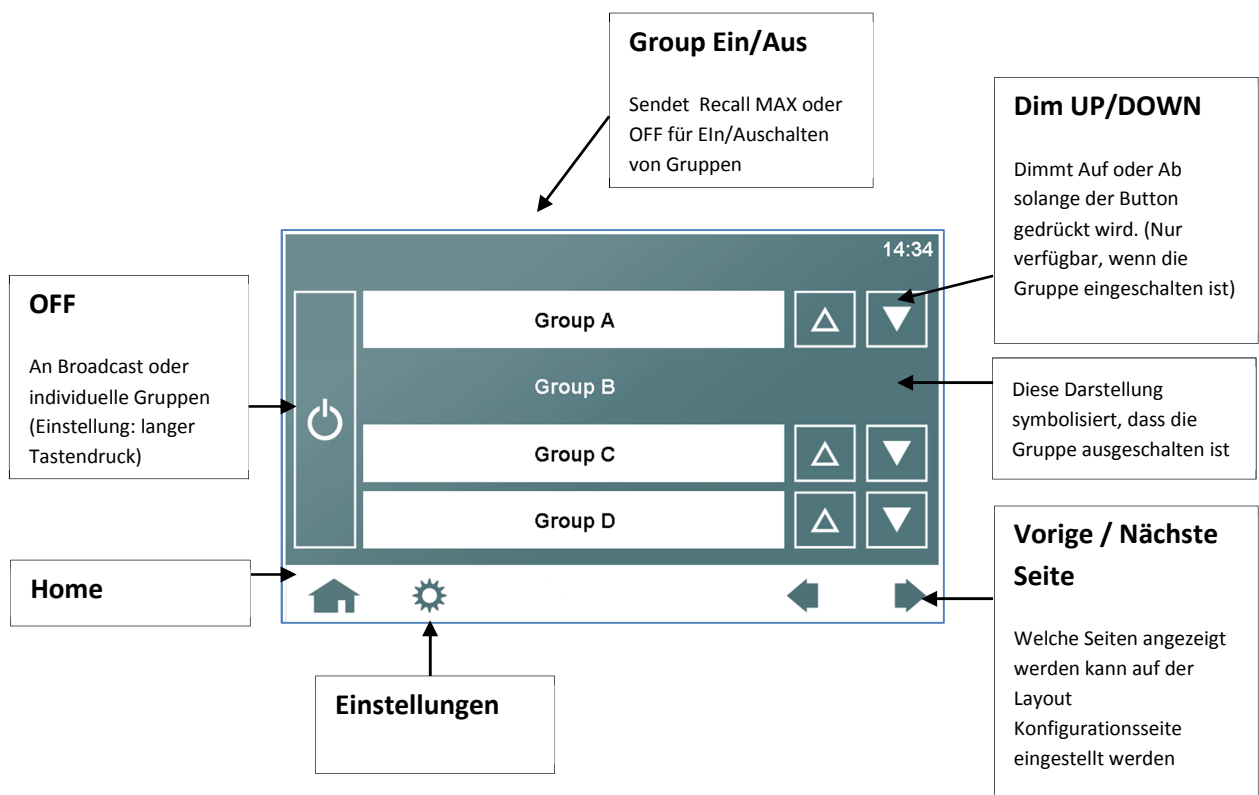 Group Ein/Aus
Sendet Recall MAX oder
OFF für EIn/Auschalten
von Gruppen
Dim UP/DOWN
Dimmt Auf oder Ab
solange der Button
gedrückt wird. (Nur
verfügbar, wenn die
Gruppe eingeschalten ist)
OFF
An Broadcast oder
individuelle Gruppen
(Einstellung: langer
Tastendruck)
14:34
Group A
Group B
Group C
Group D
Diese Darstellung
symbolisiert, dass die
Gruppe ausgeschalten ist
Home
Einstellungen
Vorige / Nächste
Seite
Welche Seiten angezeigt
werden kann auf der
Layout
Konfigurationsseite
eingestellt werden